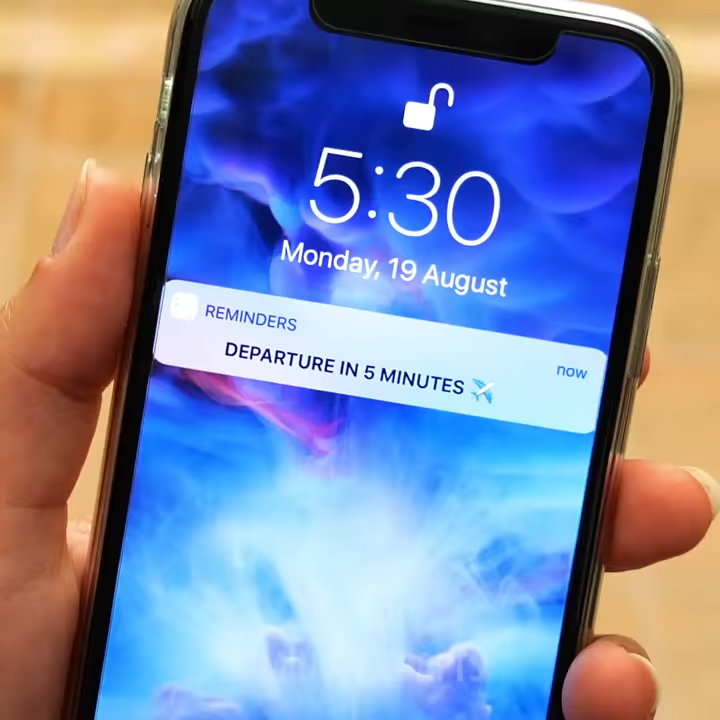 5:30
Monday, 19 August
REMINDERS
now
DEPARTURE IN 5 MINUTES ✈️